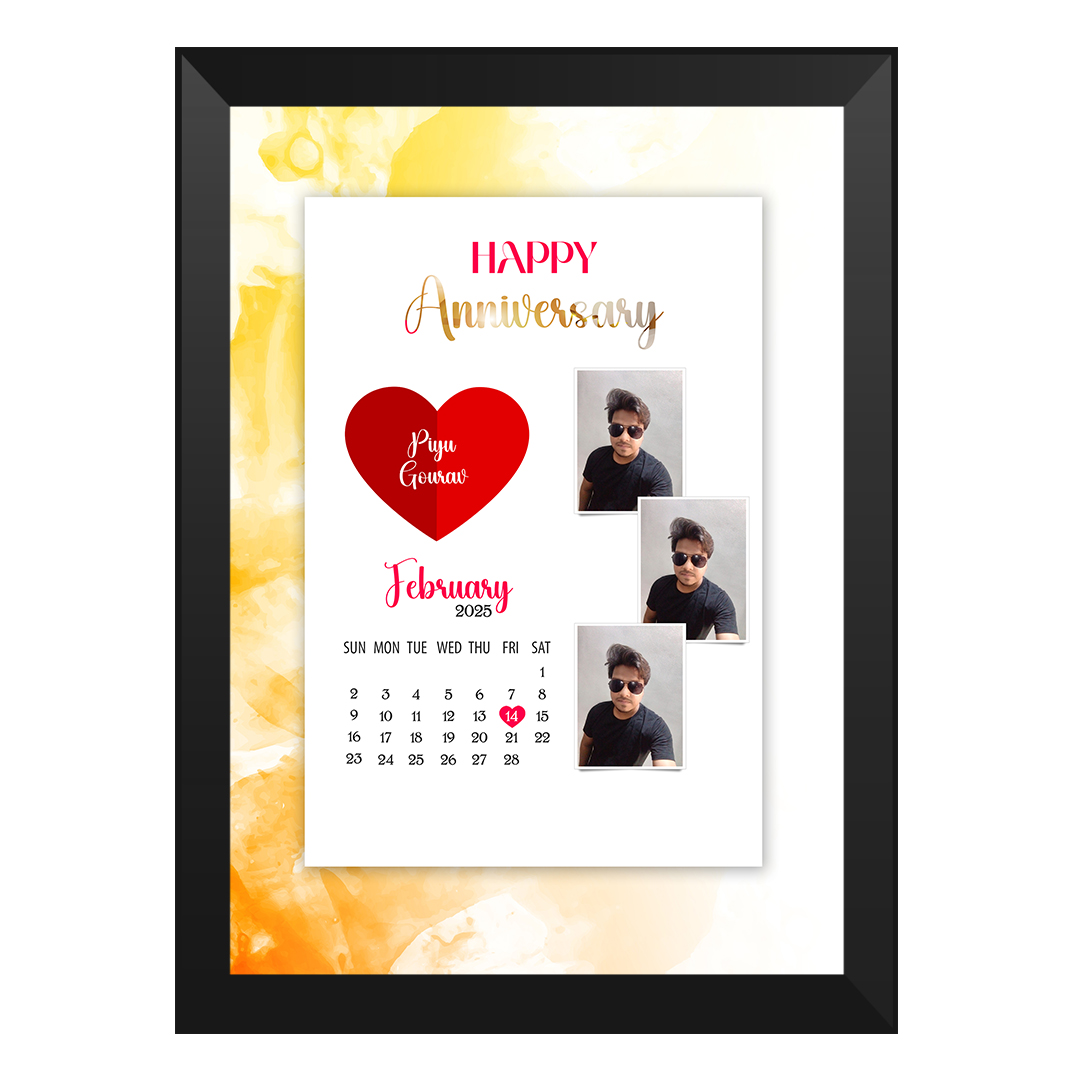 HAPPY
Anniversary
Piyu
Gourav
February
2025
SUN MON TUE WED THU FRI SAT
1
2 3 4 5 6 7 8
9 10 11 12 13 14 15
16 17 18 19 20 21 22
23 24 25 26 27 28